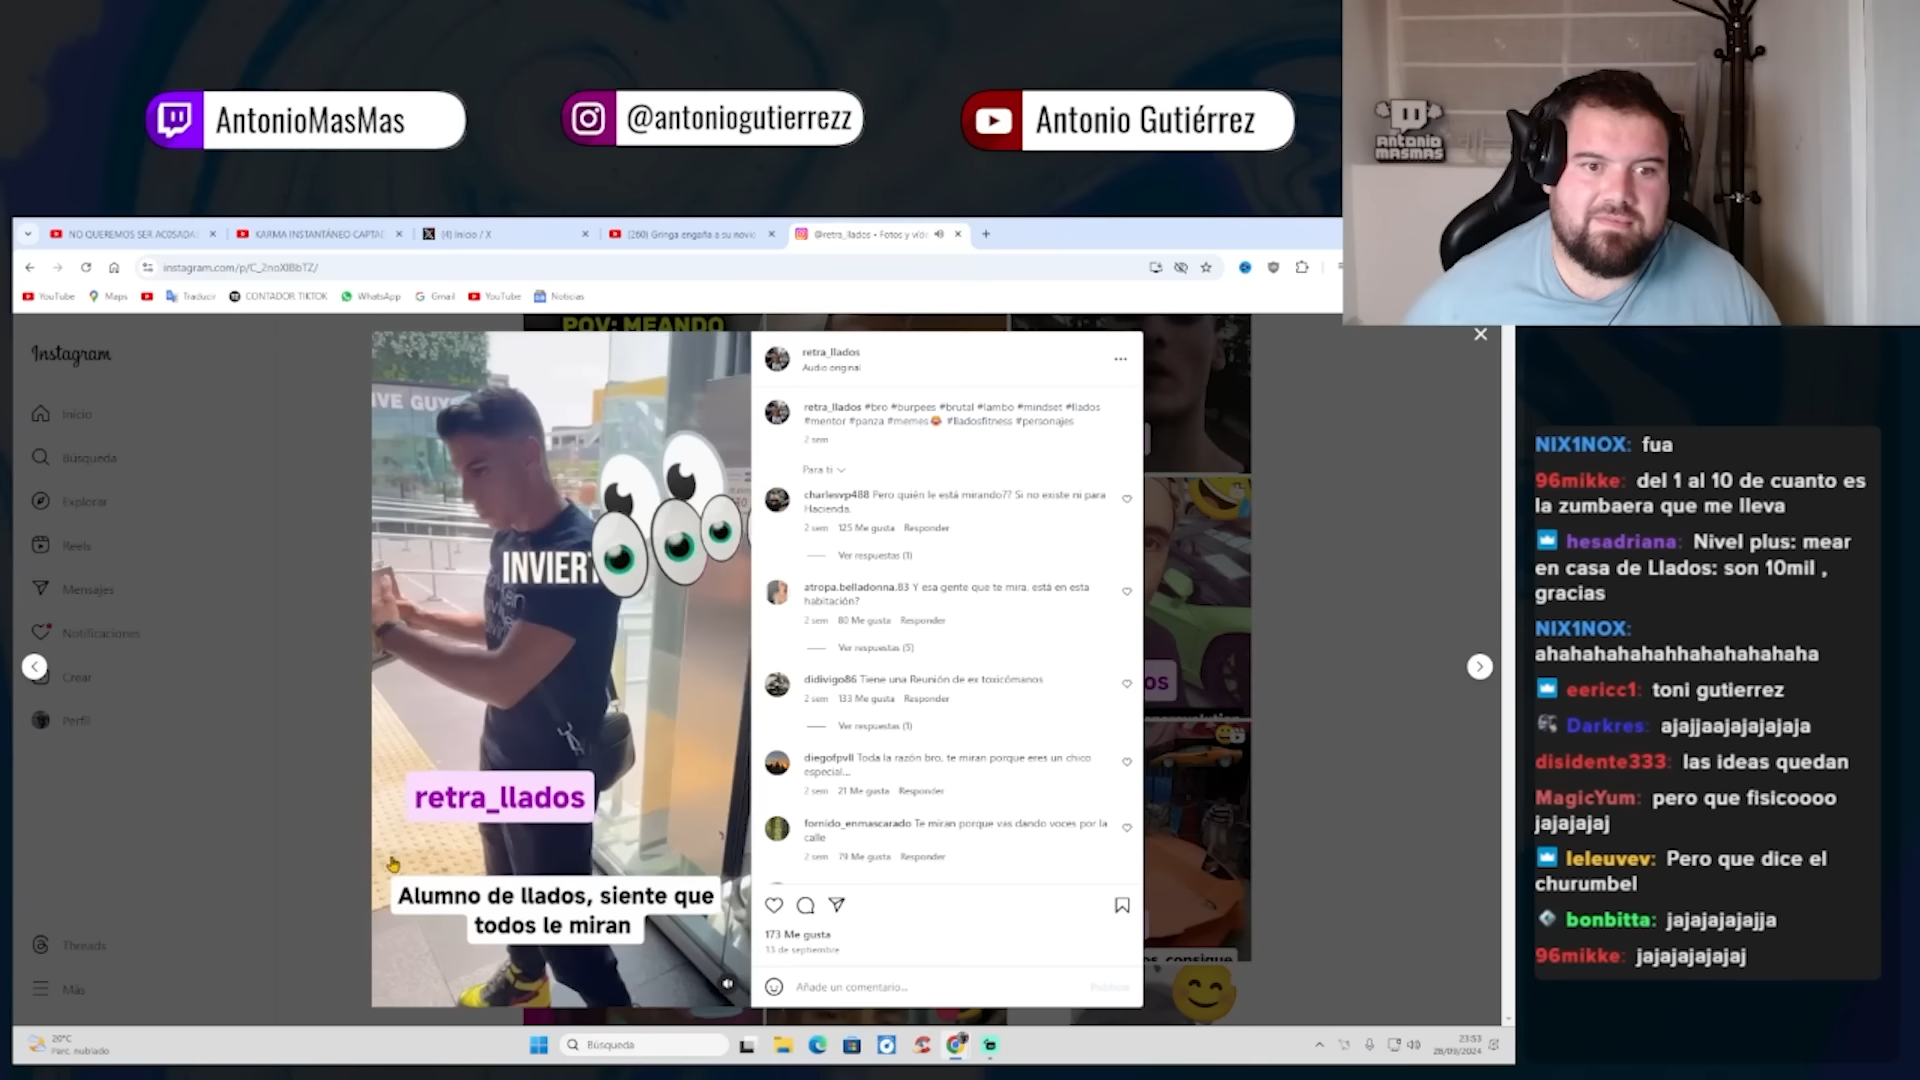 AntonioMasMas
@antoniogutierrezz
Antonio Gutiérrez
antonio
masmas
NO QUEREMOS SER ACOSADA
KARMA INSTANTÁNEO CAPTA
(4) Inicio / X
(260) Gringa engaña a su novio
@retra_llados • Fotos y víde
instagram.com/p/C_2noXIBbTZ/
YouTube
Maps
Traducir
CONTADOR TIKTOK
WhatsApp
Gmail
YouTube
Noticias
POV: MEANDO
Instagram
Inicio
Búsqueda
Explorar
Reels
Mensajes
Notificaciones
Crear
Perfil
Threads
Más
IVE GUYS
INVIERT
retra_llados
Alumno de llados, siente que
todos le miran
retra_llados
Audio original
retra_llados #bro #burpees #brutal #lambo #mindset #llados
#mentor #panza #memes #lladosfitness #personajes
2 sem
Para ti
charlesvp488 Pero quién le está mirando?? Si no existe ni para
Hacienda.
2 sem 125 Me gusta Responder
Ver respuestas (1)
atropa.belladonna.83 Y esa gente que te mira, está en esta
habitación?
2 sem 80 Me gusta Responder
Ver respuestas (5)
didivigo86 Tiene una Reunión de ex toxicómanos
2 sem 133 Me gusta Responder
Ver respuestas (1)
diegofpvll Toda la razón bro, te miran porque eres un chico
especial...
2 sem 21 Me gusta Responder
fornido_enmascarado Te miran porque vas dando voces por la
calle
2 sem 79 Me gusta Responder
173 Me gusta
13 de septiembre
Añade un comentario...
Publicar
os
os, consigue
NIX1NOX: fua
96mikke: del 1 al 10 de cuanto es
la zumbaera que me lleva
hesadriana: Nivel plus: mear
en casa de Llados: son 10mil ,
gracias
NIX1NOX:
ahahahahahahhahahahahaha
eericc1: toni gutierrez
Darkres: ajajjaajajajajaja
disidente333: las ideas quedan
MagicYum: pero que fisicoooo
jajajajaj
leleuvev: Pero que dice el
churumbel
bonbitta: jajajajajajja
96mikke: jajajajajajaj
20°C
Parc. nublado
Búsqueda
23:53
28/09/2024